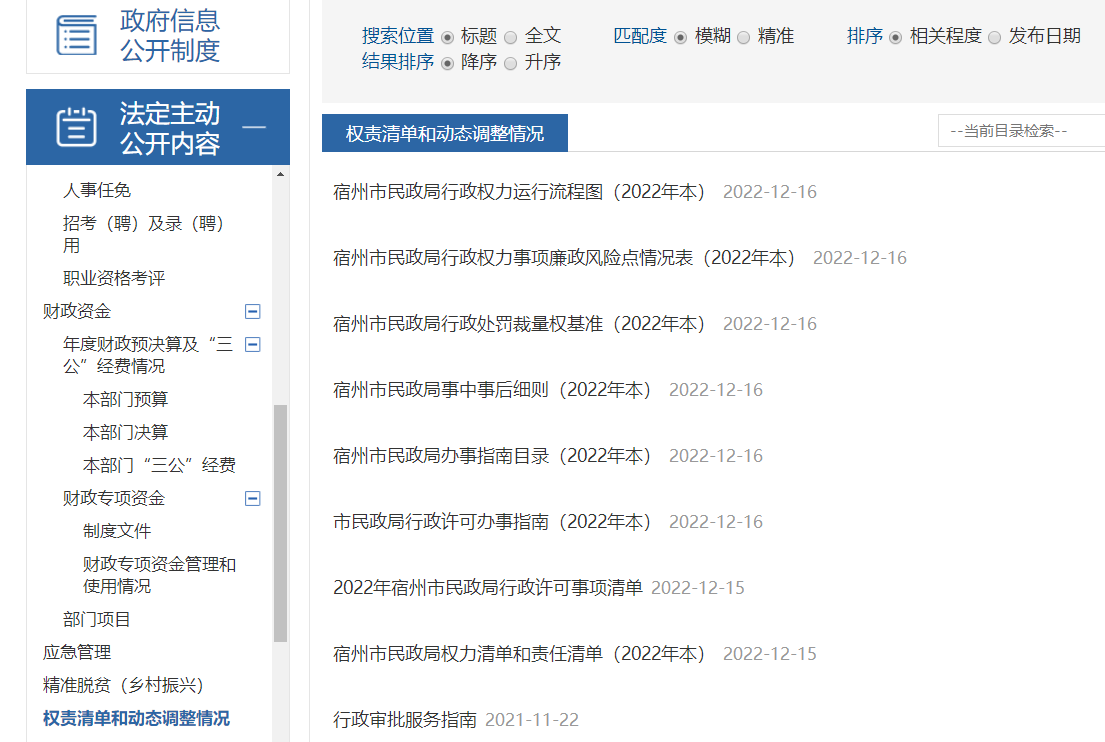 政府信息
公开制度
法定主动
公开内容
人事任免
招考（聘）及录（聘）
用
职业资格考评
财政资金
年度财政预决算及“三
公”经费情况
本部门预算
本部门决算
本部门“三公”经费
财政专项资金
制度文件
财政专项资金管理和
使用情况
部门项目
应急管理
精准脱贫（乡村振兴）
权责清单和动态调整情况
搜索位置 标题 全文 匹配度 模糊 精准 排序 相关程度 发布日期
结果排序 降序 升序
权责清单和动态调整情况 --当前目录检索--
宿州市民政局行政权力运行流程图（2022年本） 2022-12-16
宿州市民政局行政权力事项廉政风险点情况表（2022年本） 2022-12-16
宿州市民政局行政处罚裁量权基准（2022年本） 2022-12-16
宿州市民政局事中事后细则（2022年本） 2022-12-16
宿州市民政局办事指南目录（2022年本） 2022-12-16
市民政局行政许可办事指南（2022年本） 2022-12-16
2022年宿州市民政局行政许可事项清单 2022-12-15
宿州市民政局权力清单和责任清单（2022年本） 2022-12-15
行政审批服务指南 2021-11-22